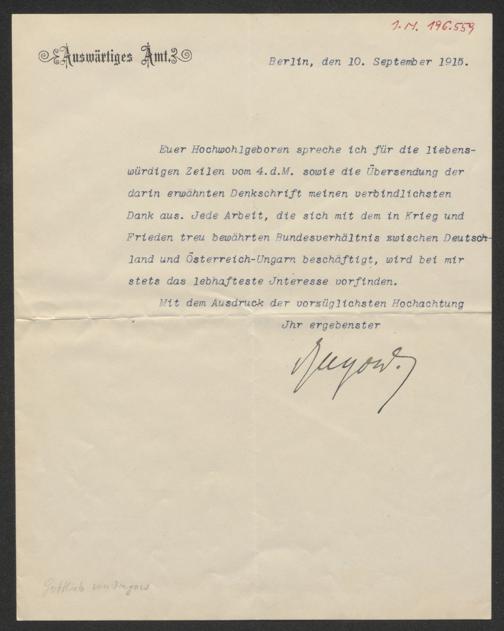 J.N. 196.559
Auswärtiges Amt.
Berlin, den 10. September 1915.
Euer Hochwohlgeboren spreche ich für die liebens-
würdigen Zeilen vom 4.d.M. sowie die Übersendung der
darin erwähnten Denkschrift meinen verbindlichsten
Dank aus. Jede Arbeit, die sich mit dem in Krieg und
Frieden treu bewährten Bundesverhältnis zwischen Deutsch-
land und Österreich-Ungarn beschäftigt, wird bei mir
stets das lebhafteste Jnteresse vorfinden.
Mit dem Ausdruck der vorzüglichsten Hochachtung
Jhr ergebenster
Jagow.
Gottlieb von Jagow